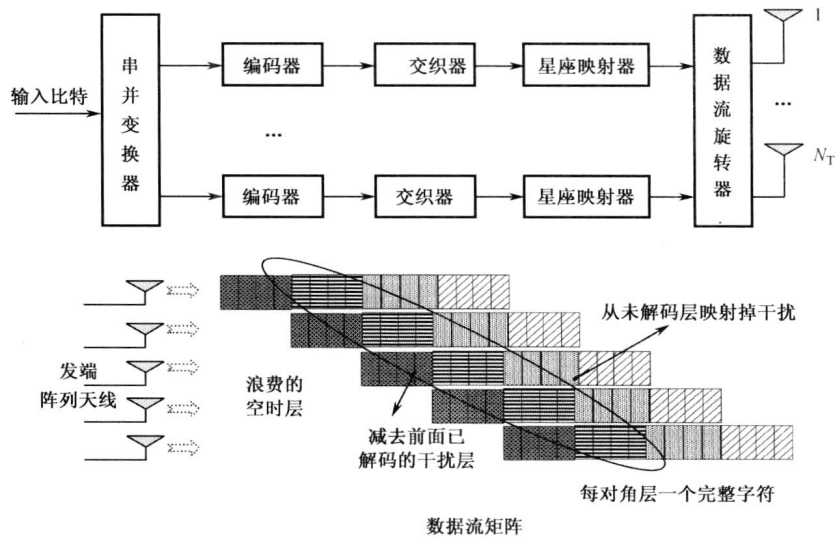 输入比特
串并变换器
编码器
交织器
星座映射器
数据流旋转器
1
...
...
N_T
编码器
交织器
星座映射器
从未解码层映射掉干扰
发端
阵列天线
浪费的
空时层
减去前面已
解码的干扰层
每对角层一个完整字符
数据流矩阵